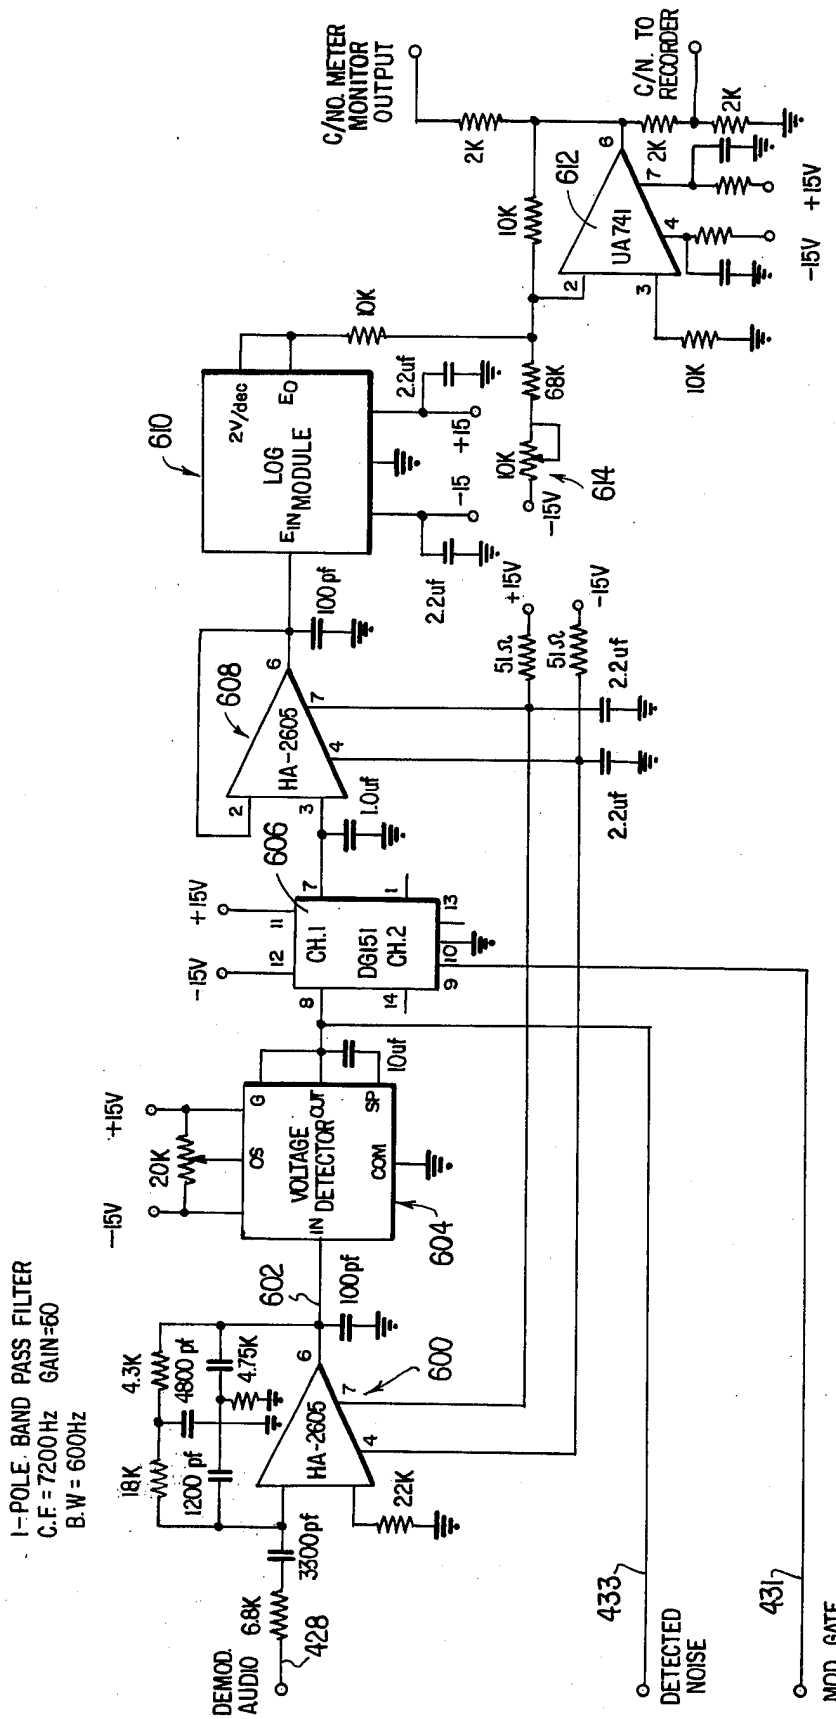 1-POLE BAND PASS FILTER
C.F. = 7200Hz GAIN=60
B.W = 600Hz
DEMOD.
AUDIO
428
6.8K
3300pf
18K
4.3K
4800 pf
1200 pf
4.75K
22K
HA-2605
4
7
6
600
100pf
602
-15V
+15V
20K
OS
G
IN
VOLTAGE
DETECTOR
OUT
SP
COM
604
10uf
-15V
+15V
12
11
8
7
CH.1
DG151
CH.2
14
1
9
10
13
606
1.0uf
2
3
HA-2605
4
7
6
608
100pf
51Ω
+15V
51Ω
-15V
2.2uf
2.2uf
610
EIN
LOG
MODULE
2V/dec
EO
-15
+15
2.2uf
2.2uf
10K
-15V
10K
68K
614
10K
2
3
UA741
612
4
7
6
10K
-15V
+15V
2K
2K
2K
C/NO. METER
MONITOR
OUTPUT
C/N. TO
RECORDER
433
DETECTED
NOISE
431
MOD. GATE